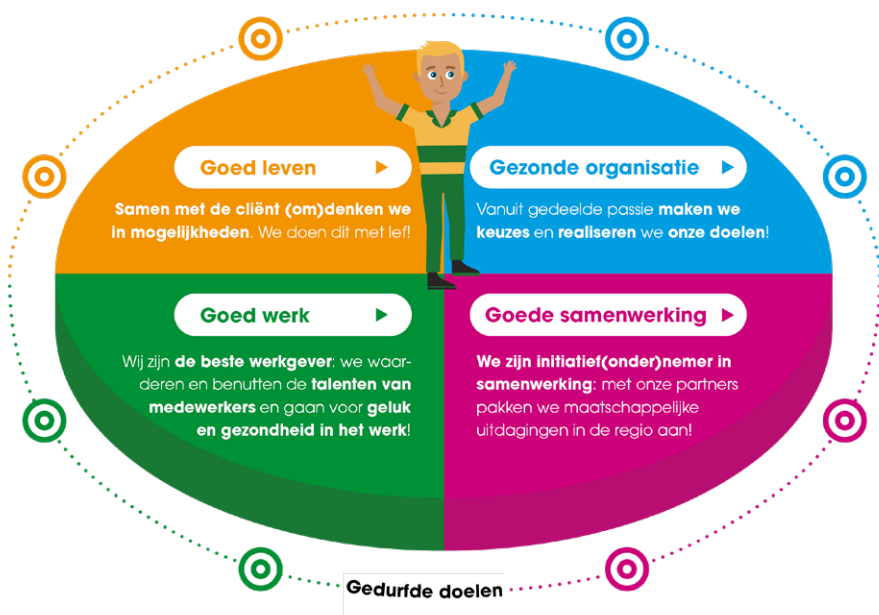 Goed leven
Samen met de cliënt (om)denken we
in mogelijkheden. We doen dit met lef!
Gezonde organisatie
Vanuit gedeelde passie maken we
keuzes en realiseren we onze doelen!
Goed werk
Wij zijn de beste werkgever: we waar-
deren en benutten de talenten van
medewerkers en gaan voor geluk
en gezondheid in het werk!
Goede samenwerking
We zijn initiatief(onder)nemer in
samenwerking: met onze partners
pakken we maatschappelijke
uitdagingen in de regio aan!
Gedurfde doelen